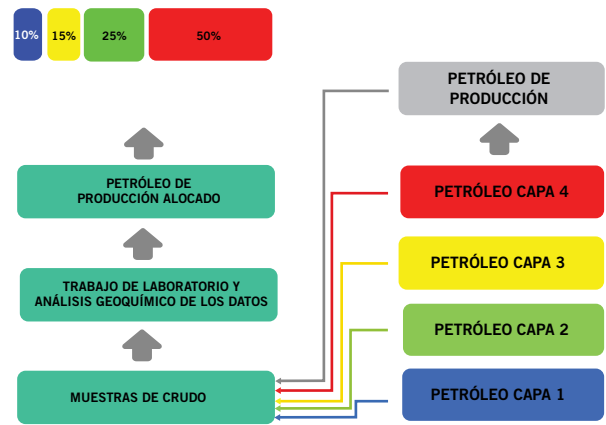 10%
15%
25%
50%
PETRÓLEO DE
PRODUCCIÓN ALOCADO
TRABAJO DE LABORATORIO Y
ANÁLISIS GEOQUÍMICO DE LOS DATOS
MUESTRAS DE CRUDO
PETRÓLEO DE
PRODUCCIÓN
PETRÓLEO CAPA 4
PETRÓLEO CAPA 3
PETRÓLEO CAPA 2
PETRÓLEO CAPA 1